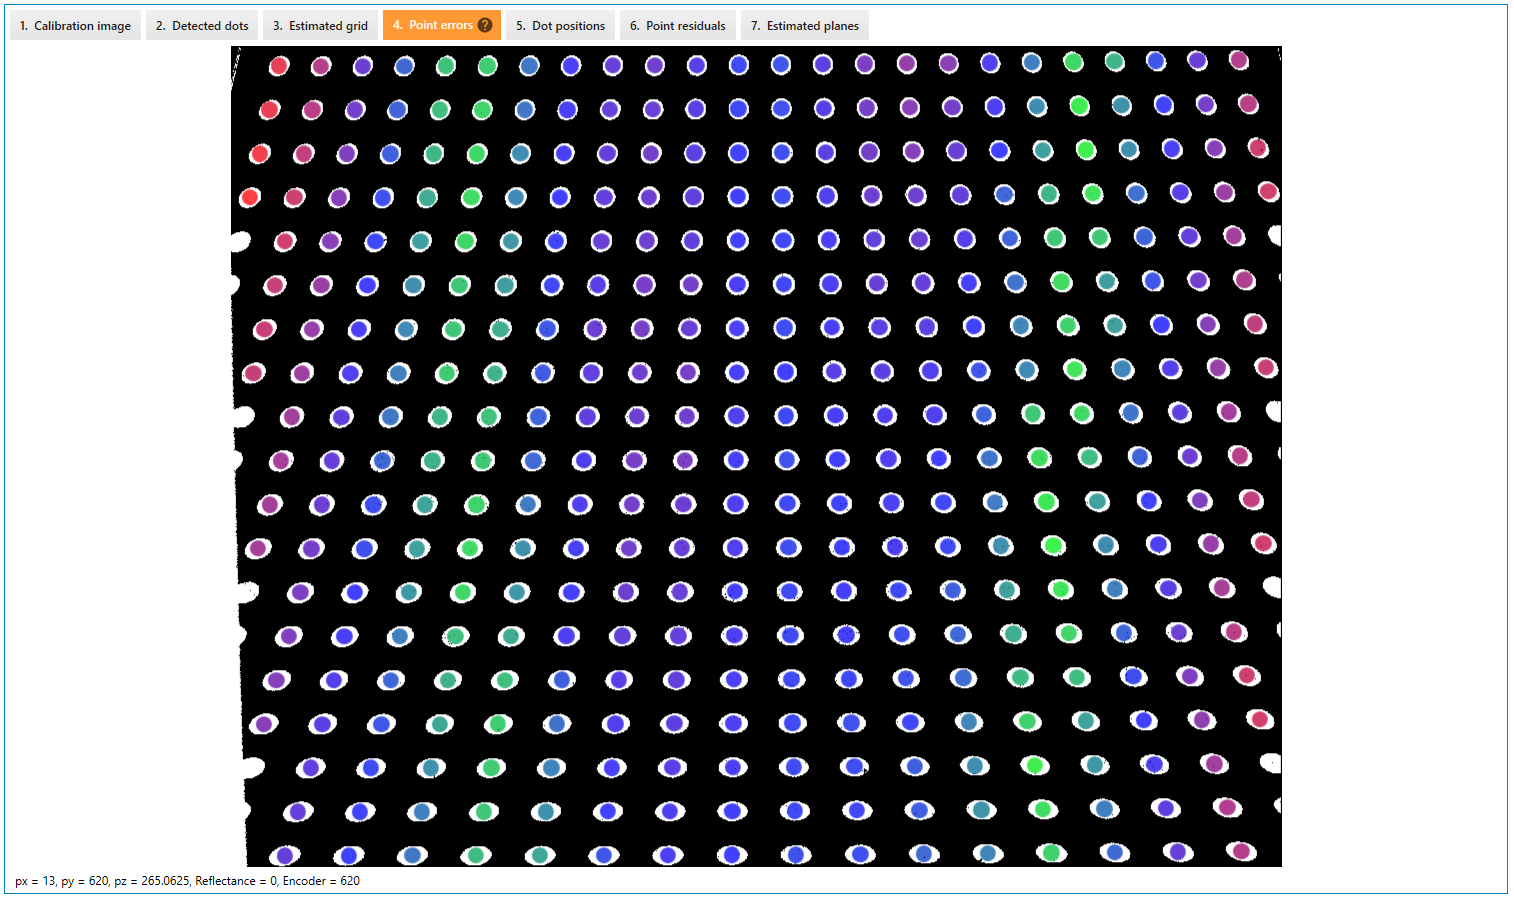 1. Calibration image
2. Detected dots
3. Estimated grid
4. Point errors ?
5. Dot positions
6. Point residuals
7. Estimated planes
px = 13, py = 620, pz = 265.0625, Reflectance = 0, Encoder = 620